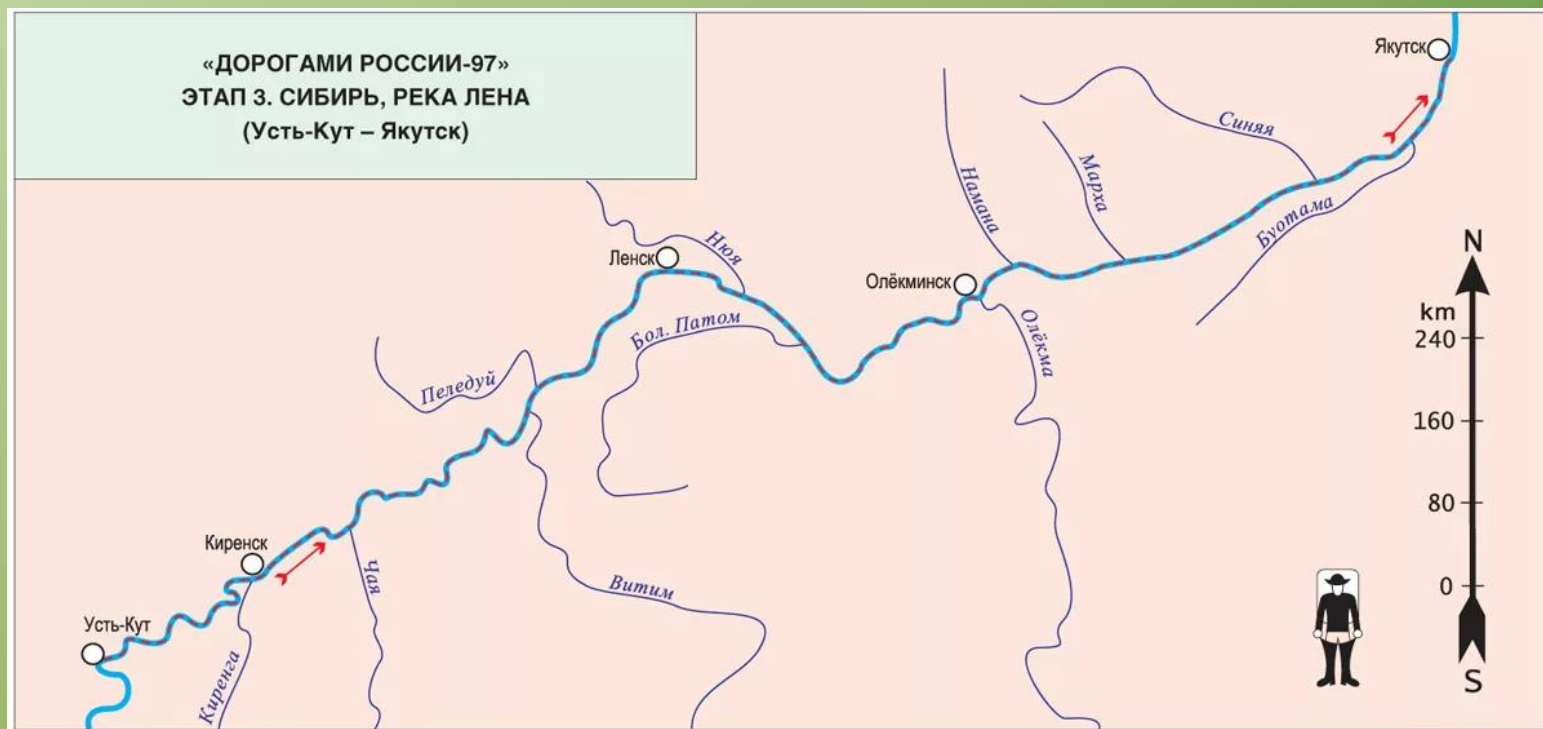 «ДОРОГАМИ РОССИИ-97»
ЭТАП 3. СИБИРЬ, РЕКА ЛЕНА
(Усть-Кут – Якутск)
Якутск
Синяя
Марха
Намана
Буотама
Нюя
Ленск
Олёкминск
Бол. Патом
Олёкма
Пеледуй
Киренск
Чая
Витим
Усть-Кут
Киренга
N
km
240
160
80
0
S